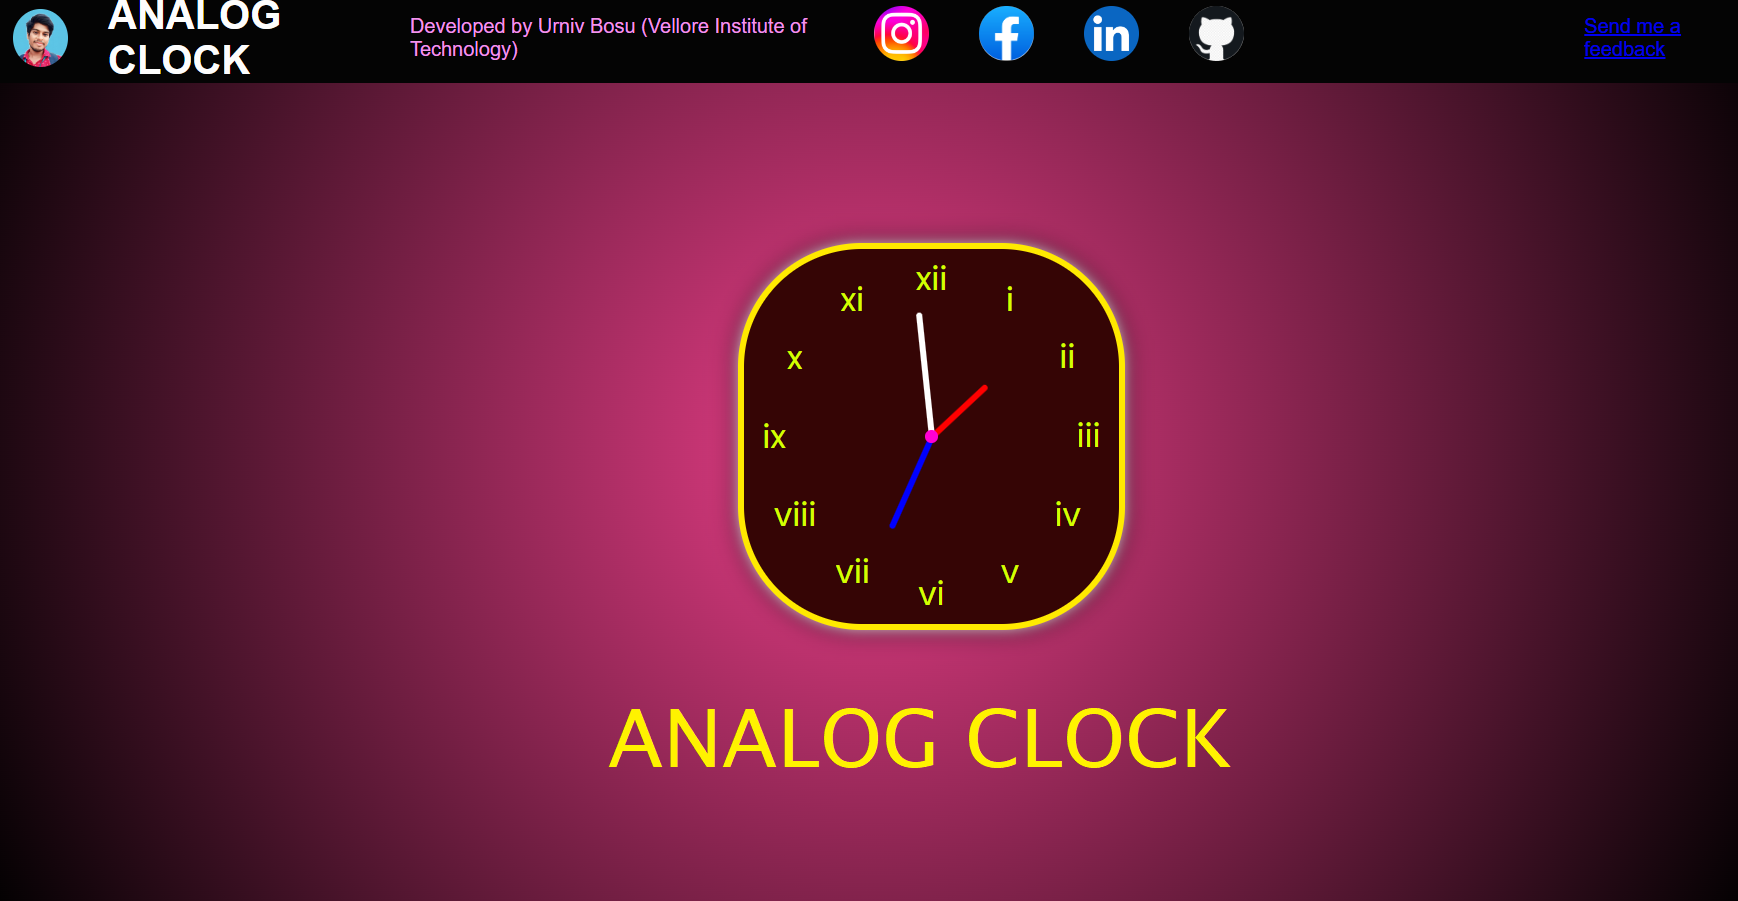 ANALOG
CLOCK
Developed by Urniv Bosu (Vellore Institute of
Technology)
in
Send me a
feedback
xii
xi
i
x
ii
ix
iii
viii
iv
vii
v
vi
ANALOG CLOCK